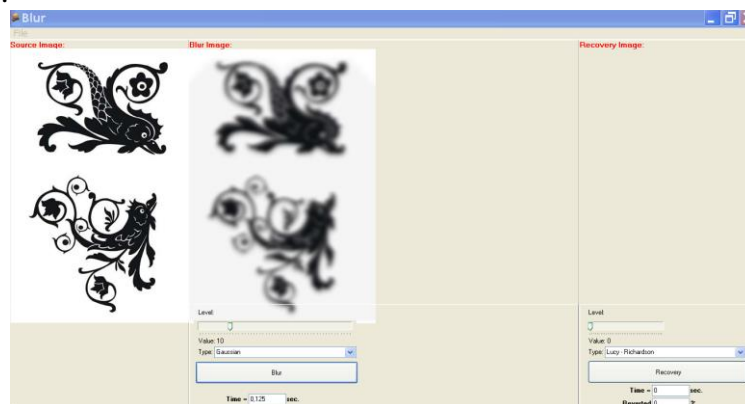 Blur
File
Source Image:
Blur Image:
Recovery Image:
Level:
Value: 10
Type: Gaussian
Blur
Time = 0,125 sec.
Level:
Value: 0
Type: Lucy - Richardson
Recovery
Time = 0 sec.